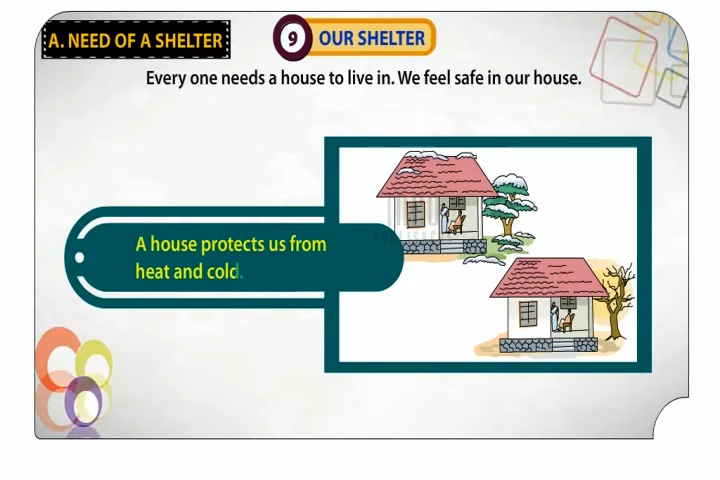 A. NEED OF A SHELTER
9 OUR SHELTER
Every one needs a house to live in. We feel safe in our house.
A house protects us from
heat and cold.